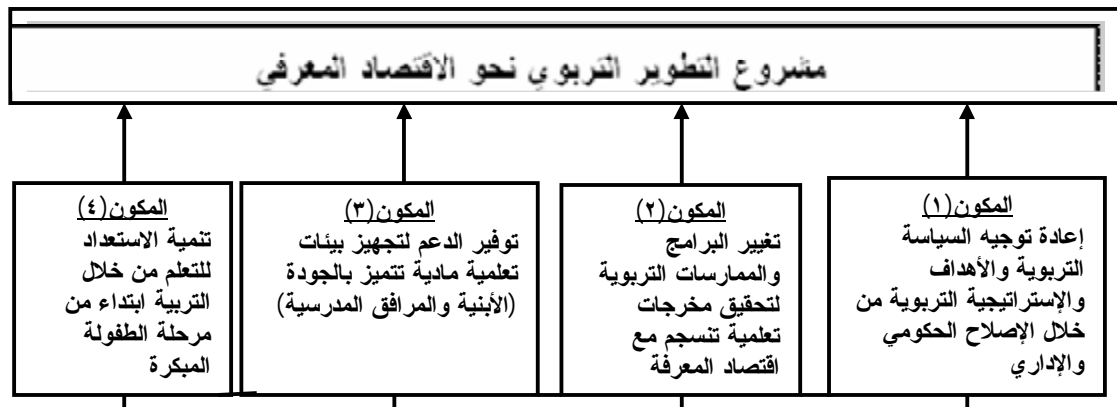 مشروع التطوير التربوي نحو الاقتصاد المعرفي
المكون(١)
إعادة توجيه السياسة
التربوية والأهداف
والإستراتيجية التربوية من
خلال الإصلاح الحكومي
والإداري
المكون(٢)
تغيير البرامج
والممارسات التربوية
لتحقيق مخرجات
تعلمية تنسجم مع
اقتصاد المعرفة
المكون(٣)
توفير الدعم لتجهيز بيئات
تعلمية مادية تتميز بالجودة
(الأبنية والمرافق المدرسية)
المكون(٤)
تنمية الاستعداد
للتعلم من خلال
التربية ابتداء من
مرحلة الطفولة
المبكرة